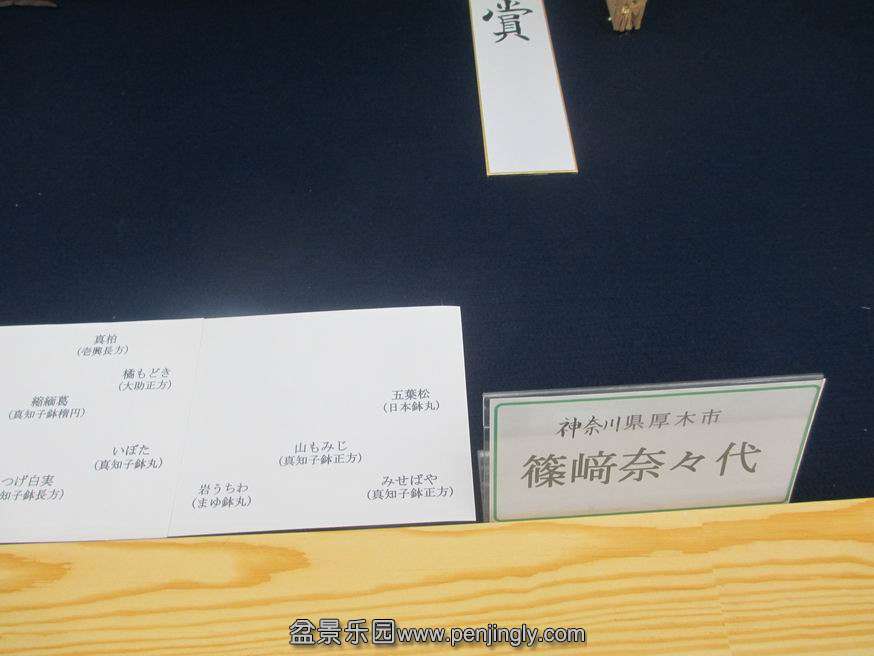 賞
真柏
(壱興長方)
橘もどき
(大助正方)
縮緬葛
(真知子鉢楕円)
五葉松
(日本鉢丸)
いぼた
(真知子鉢丸)
山もみじ
(真知子鉢正方)
つげ白実
知子鉢長方)
岩うちわ
(まゆ鉢丸)
みせばや
(真知子鉢正方)
神奈川県厚木市
篠﨑奈々代
盆景乐园www.penjingly.com